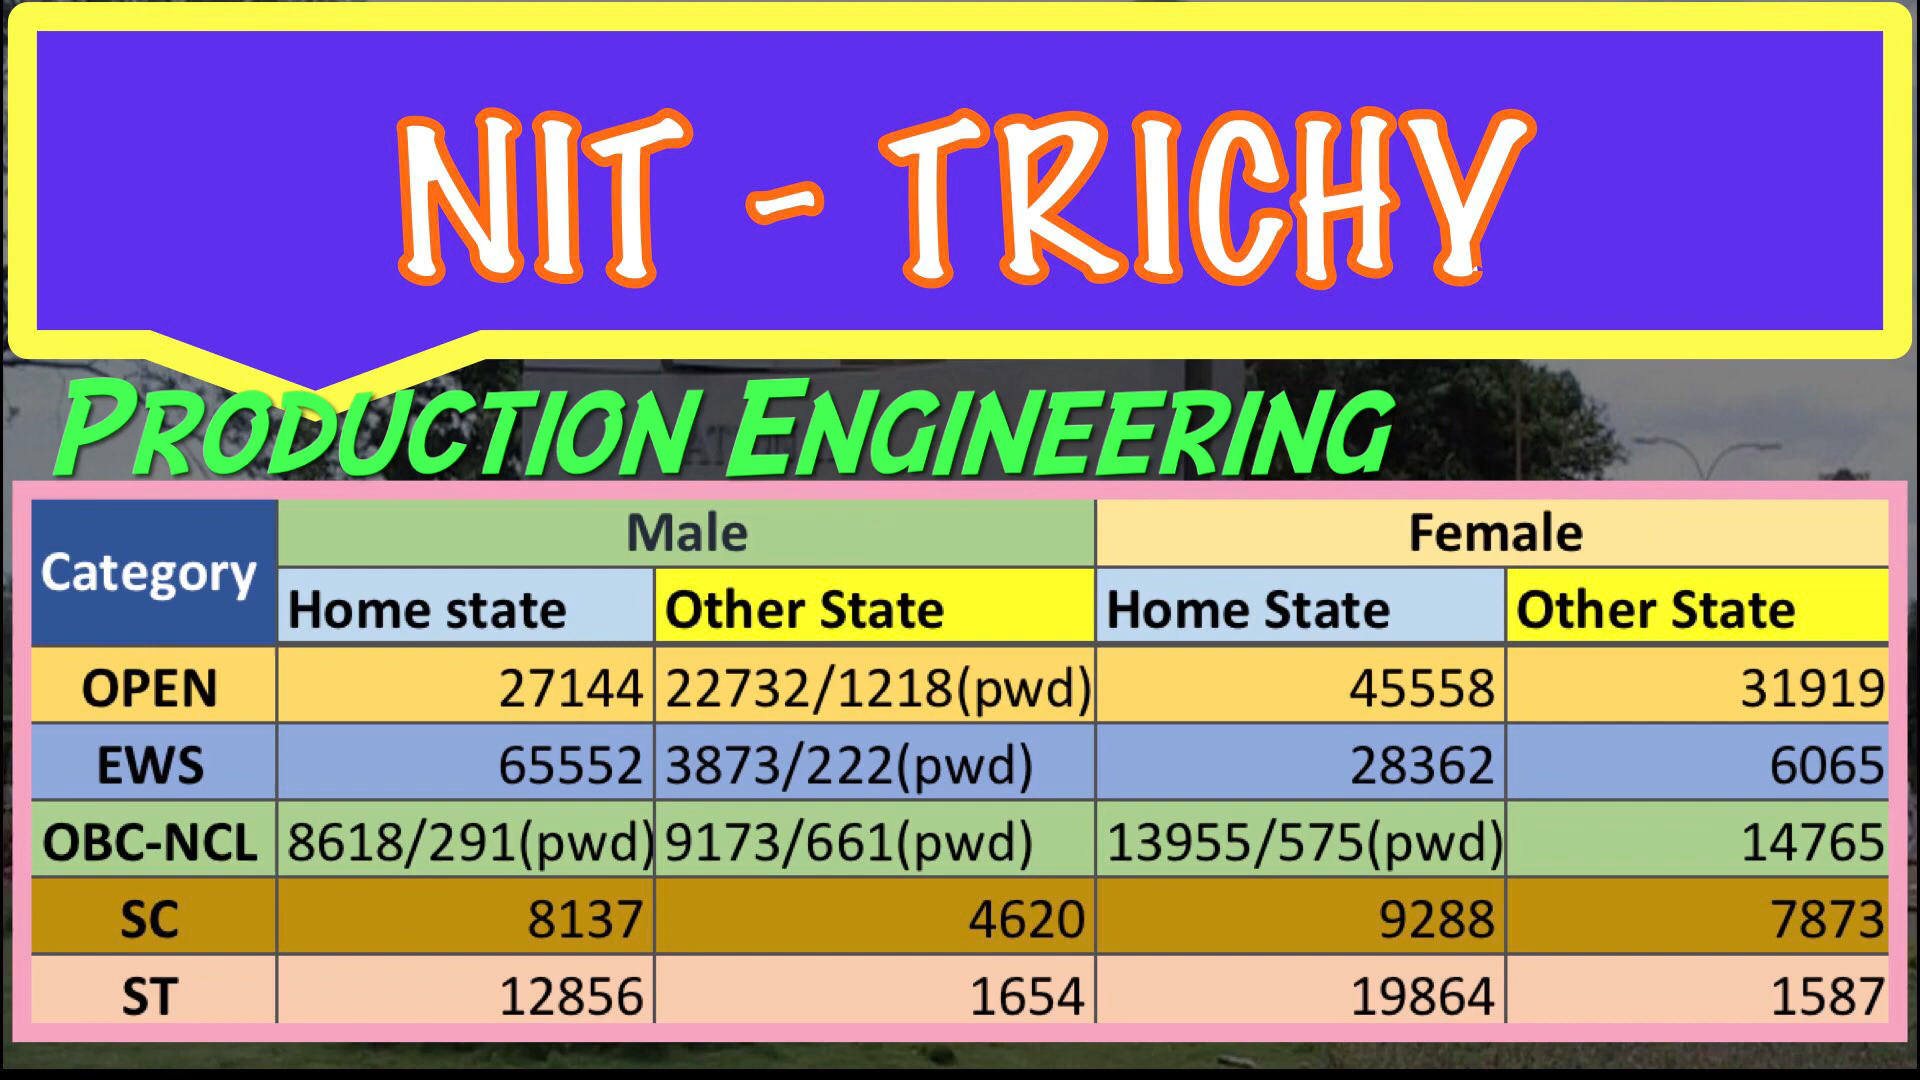 NIT - TRICHY
PRODUCTION ENGINEERING
Category Male Female
Home state Other State Home State Other State
OPEN 27144 22732/1218(pwd) 45558 31919
EWS 65552 3873/222(pwd) 28362 6065
OBC-NCL 8618/291(pwd) 9173/661(pwd) 13955/575(pwd) 14765
SC 8137 4620 9288 7873
ST 12856 1654 19864 1587